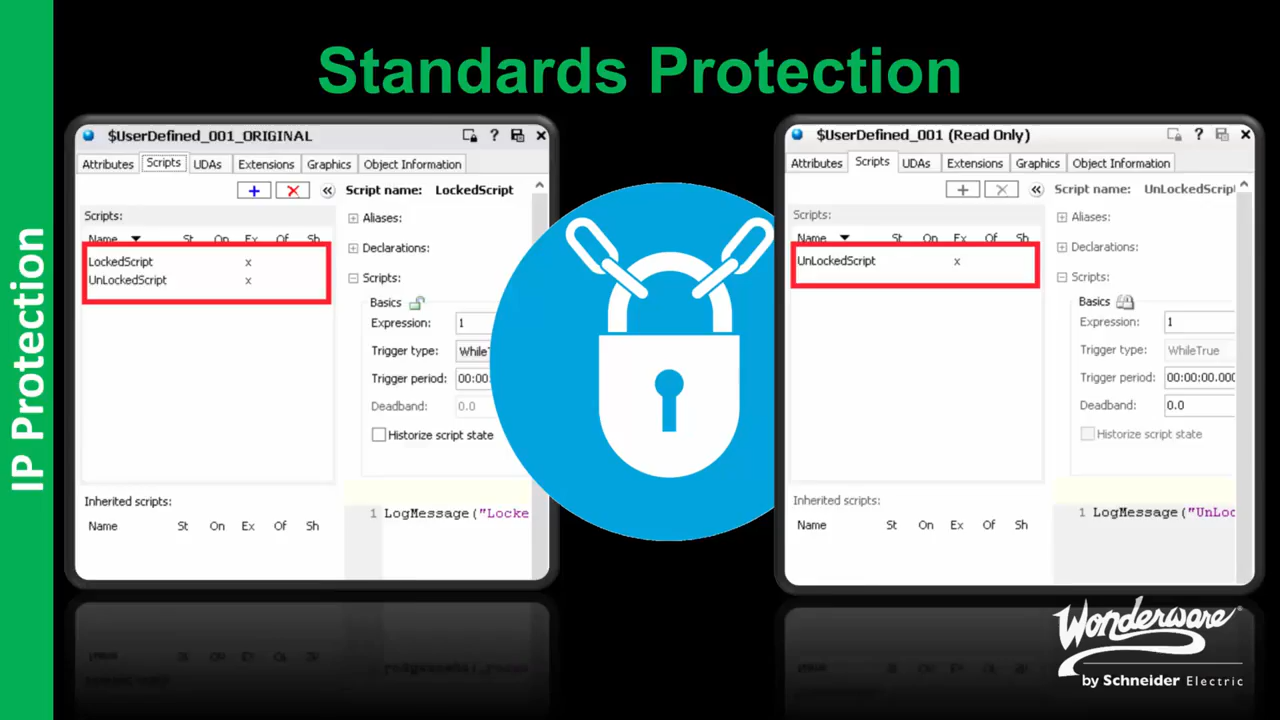 Standards Protection
IP Protection
$UserDefined_001_ORIGINAL
Attributes Scripts UDAs Extensions Graphics Object Information
Script name: LockedScript
Scripts:
Name St On Ex Of Sh
LockedScript x
UnLockedScript x
Aliases:
Declarations:
Scripts:
Basics
Expression: 1
Trigger type: WhileT
Trigger period: 00:00:
Deadband: 0.0
Historize script state
Inherited scripts:
Name St On Ex Of Sh
1 LogMessage("Locke
$UserDefined_001 (Read Only)
Attributes Scripts UDAs Extensions Graphics Object Information
Script name: UnLockedScript
Scripts:
Name St On Ex Of Sh
UnLockedScript x
Aliases:
Declarations:
Scripts:
Basics
Expression: 1
Trigger type: WhileTrue
Trigger period: 00:00:00.000
Deadband: 0.0
Historize script state
Inherited scripts:
Name St On Ex Of Sh
1 LogMessage("UnLoc
Wonderware®
by Schneider Electric